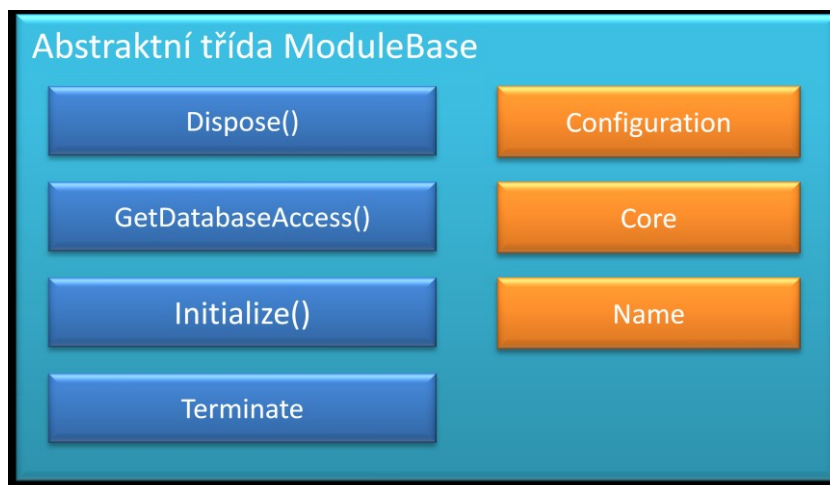 Abstraktní třída ModuleBase
Dispose()
Configuration
GetDatabaseAccess()
Core
Initialize()
Name
Terminate